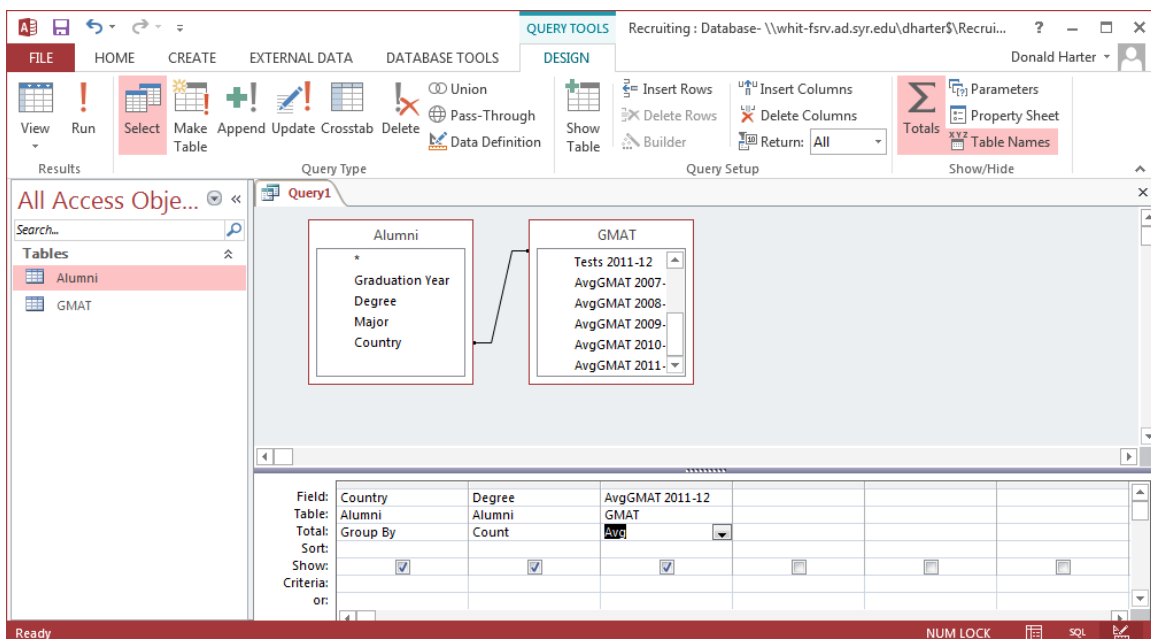 QUERY TOOLS Recruiting : Database- \\whit-fsrv.ad.syr.edu\dharter$\Recrui... ?
FILE HOME CREATE EXTERNAL DATA DATABASE TOOLS DESIGN Donald Harter
View Run Select Make Table Append Update Crosstab Delete
Union
Pass-Through
Data Definition
Show Table
Insert Rows
Delete Rows
Builder
Insert Columns
Delete Columns
Return: All
Totals
Parameters
Property Sheet
XYZ Table Names
Results Query Type Query Setup Show/Hide
All Access Obje... «
Search...
Tables
Alumni
GMAT
Query1
Alumni
*
Graduation Year
Degree
Major
Country
GMAT
Tests 2011-12
AvgGMAT 2007-
AvgGMAT 2008-
AvgGMAT 2009-
AvgGMAT 2010-
AvgGMAT 2011-
Field: Country Degree AvgGMAT 2011-12
Table: Alumni Alumni GMAT
Total: Group By Count Avg
Sort:
Show:
Criteria:
or:
Ready NUM LOCK SQL